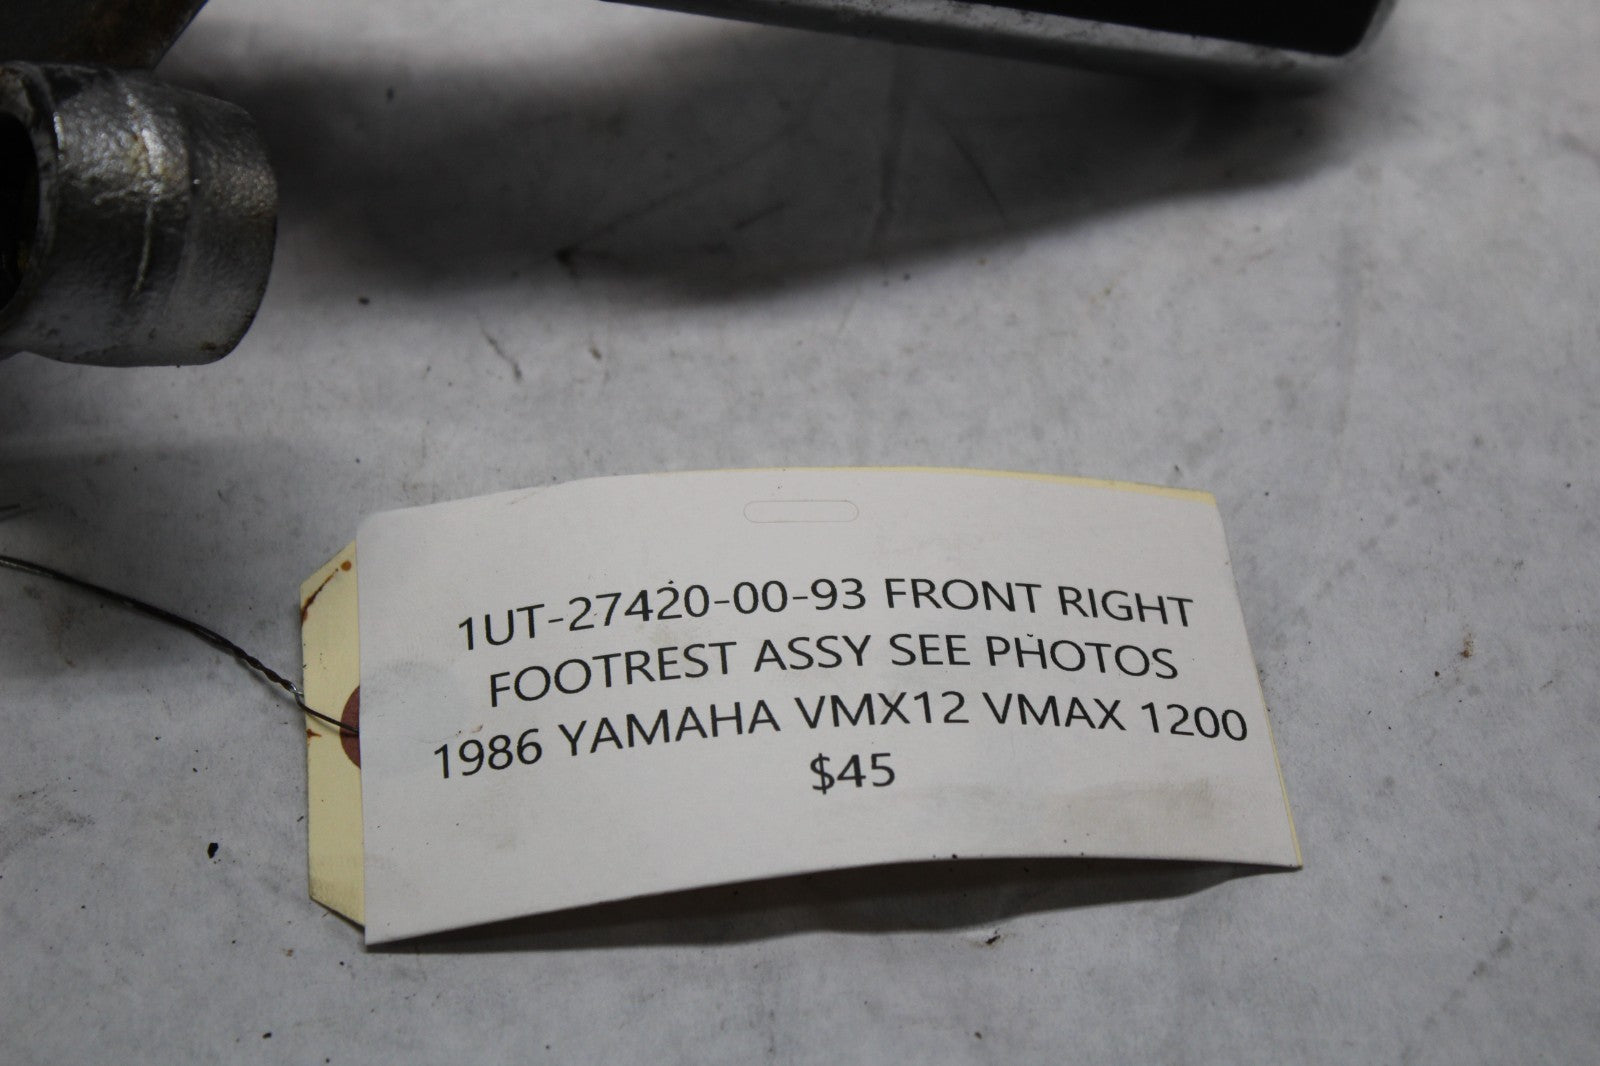 1UT-27420-00-93 FRONT RIGHT
FOOTREST ASSY SEE PHOTOS
1986 YAMAHA VMX12 VMAX 1200
$45